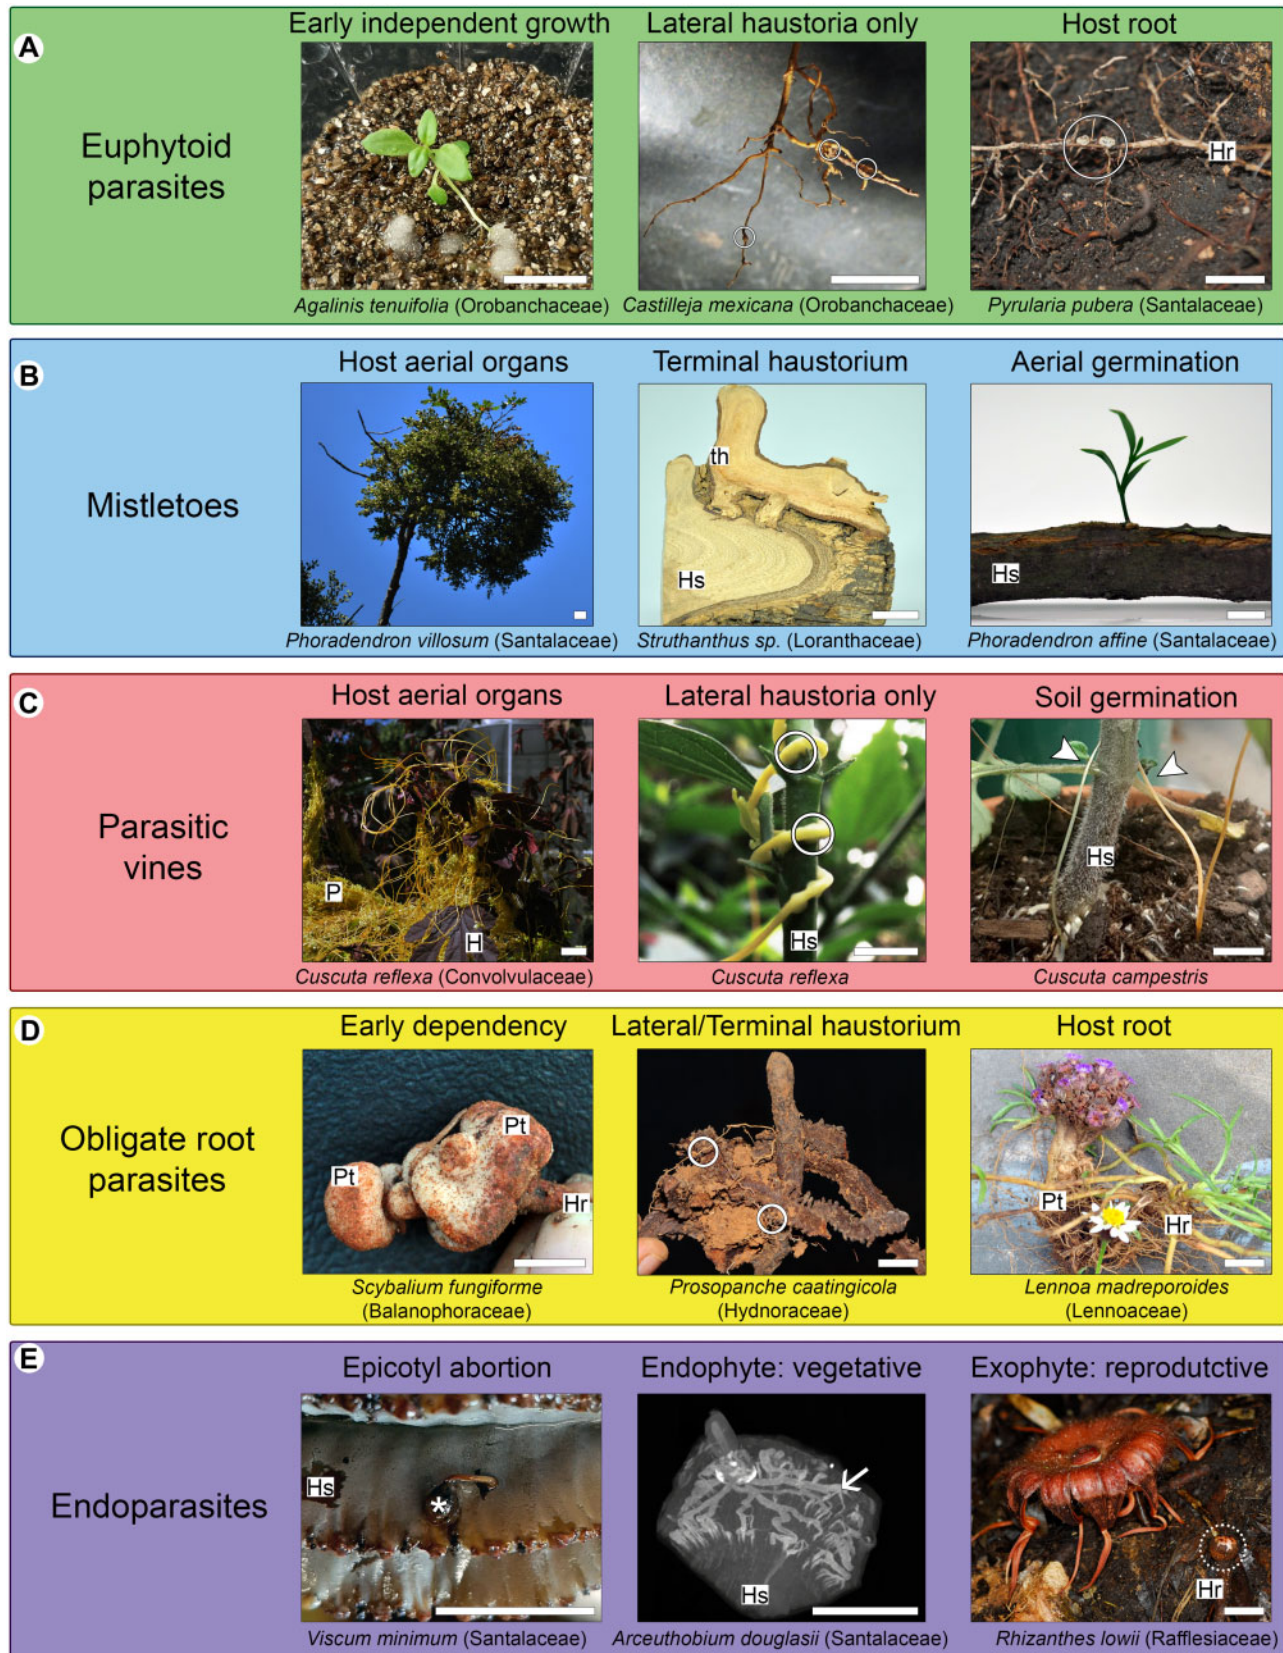 A
Early independent growth
Lateral haustoria only
Host root
Euphytoid
parasites
Hr
Agalinis tenuifolia (Orobanchaceae)
Castilleja mexicana (Orobanchaceae)
Pyrularia pubera (Santalaceae)
B
Host aerial organs
Terminal haustorium
Aerial germination
Mistletoes
th
Hs
Hs
Phoradendron villosum (Santalaceae)
Struthanthus sp. (Loranthaceae)
Phoradendron affine (Santalaceae)
C
Host aerial organs
Lateral haustoria only
Soil germination
Parasitic
vines
P
H
Hs
Hs
Cuscuta reflexa (Convolvulaceae)
Cuscuta reflexa
Cuscuta campestris
D
Early dependency
Lateral/Terminal haustorium
Host root
Obligate root
parasites
Pt
Pt
Hr
Pt
Hr
Scybalium fungiforme
(Balanophoraceae)
Prosopanche caatingicola
(Hydnoraceae)
Lennoa madreporoides
(Lennoaceae)
E
Epicotyl abortion
Endophyte: vegetative
Exophyte: reprodutctive
Endoparasites
Hs
*
Hs
Hr
Viscum minimum (Santalaceae)
Arceuthobium douglasii (Santalaceae)
Rhizanthes lowii (Rafflesiaceae)